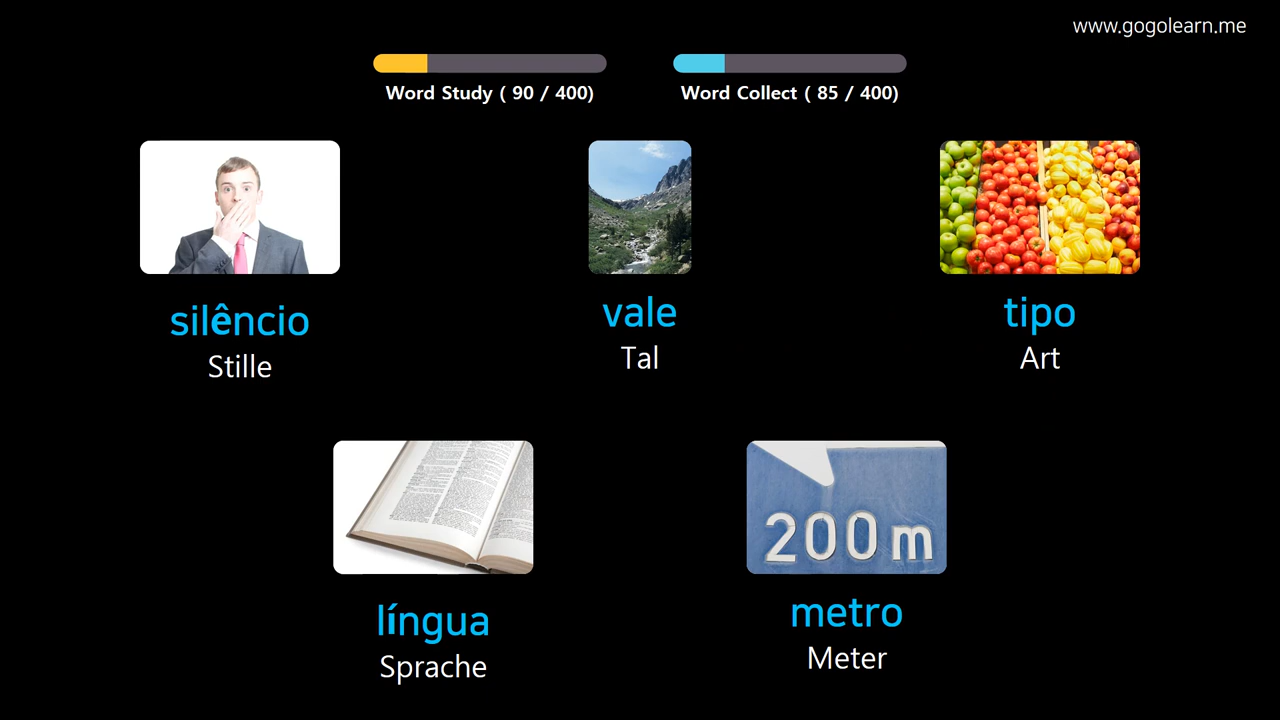 www.gogolearn.me
Word Study ( 90 / 400)
Word Collect ( 85 / 400)
silêncio
Stille
vale
Tal
tipo
Art
200 m
língua
Sprache
metro
Meter